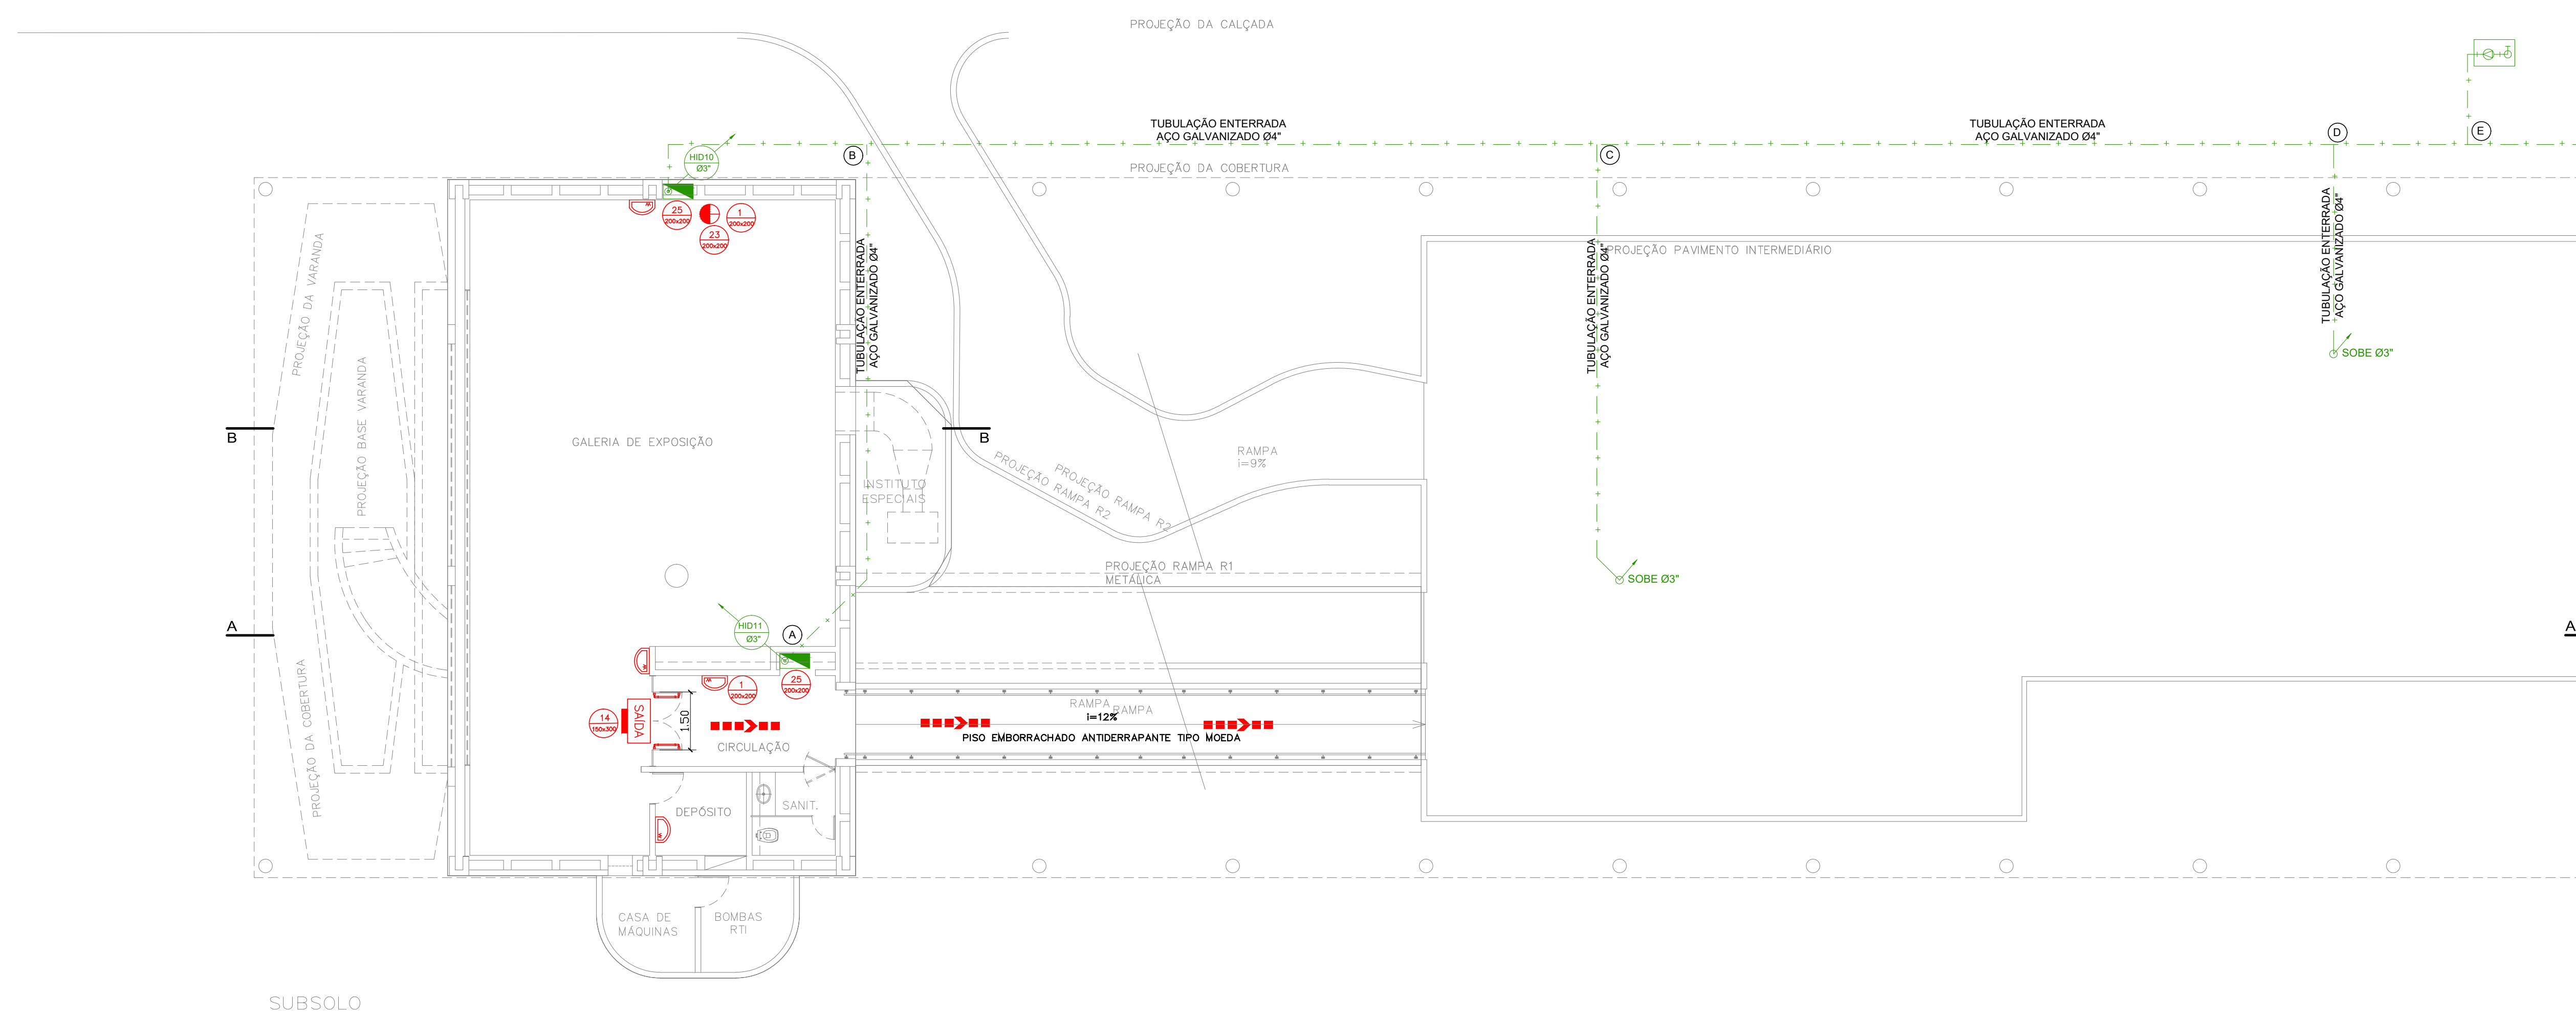 PROJEÇÃO DA CALÇADA
TUBULAÇÃO ENTERRADA
AÇO GALVANIZADO Ø4"
TUBULAÇÃO ENTERRADA
AÇO GALVANIZADO Ø4"
B
C
D
E
HID10
Ø3"
PROJEÇÃO DA COBERTURA
25
200x200
1
200x200
23
200x200
PROJEÇÃO DA VARANDA
TUBULAÇÃO ENTERRADA
AÇO GALVANIZADO Ø4"
TUBULAÇÃO ENTERRADA
AÇO GALVANIZADO Ø4"
PROJEÇÃO PAVIMENTO INTERMEDIÁRIO
TUBULAÇÃO ENTERRADA
AÇO GALVANIZADO Ø4"
SOBE Ø3"
PROJEÇÃO BASE VARANDA
B
B
GALERIA DE EXPOSIÇÃO
RAMPA
i=9%
INSTITUTO
ESPECIAIS
PROJEÇÃO RAMPA R2
PROJEÇÃO RAMPA R2
PROJEÇÃO RAMPA R1
METÁLICA
SOBE Ø3"
A
HID11
Ø3"
A
A
PROJEÇÃO DA COBERTURA
1
200x200
25
200x200
14
150x300
SAÍDA
1.50
CIRCULAÇÃO
RAMPA
RAMPA
i=12%
PISO EMBORRACHADO ANTIDERRAPANTE TIPO MOEDA
DEPÓSITO
SANIT.
CASA DE
MÁQUINAS
BOMBAS
RTI
SUBSOLO